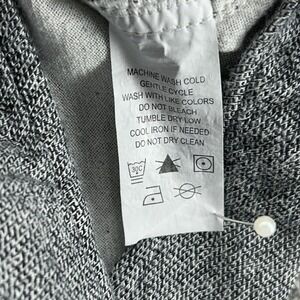 MACHINE WASH COLD
GENTLE CYCLE
WASH WITH LIKE COLORS
DO NOT BLEACH
TUMBLE DRY LOW
COOL IRON IF NEEDED
DO NOT DRY CLEAN
30C